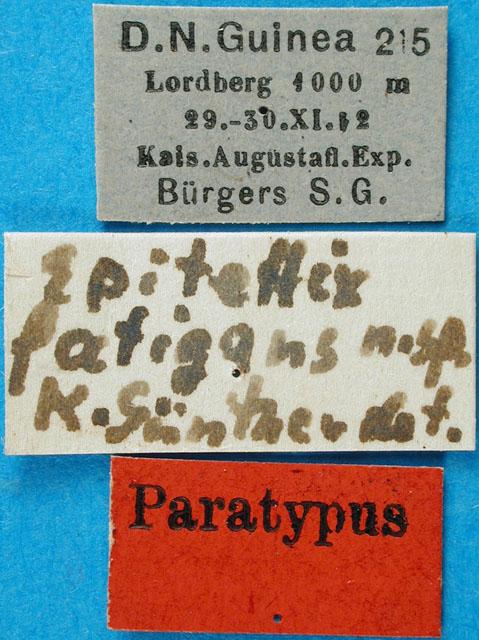 D.N.Guinea 215
Lordberg 1000 m
29.-30.XI.12
Kais.Augustafl.Exp.
Bürgers S.G.
Epitettix
fatigans n.sp.
K.Günther det.
Paratypus